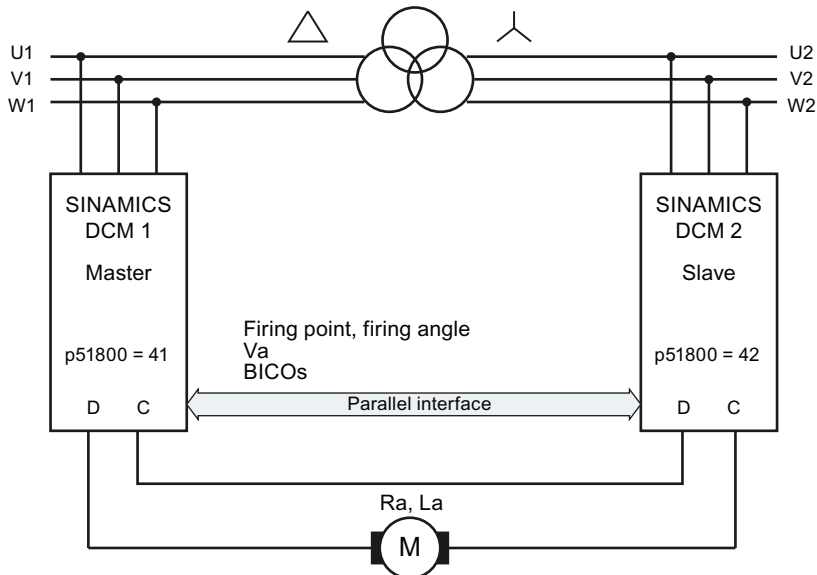 U1
V1
W1
U2
V2
W2
SINAMICS
DCM 1
Master
p51800 = 41
D C
SINAMICS
DCM 2
Slave
p51800 = 42
D C
Firing point, firing angle
Va
BICOs
Parallel interface
Ra, La
M